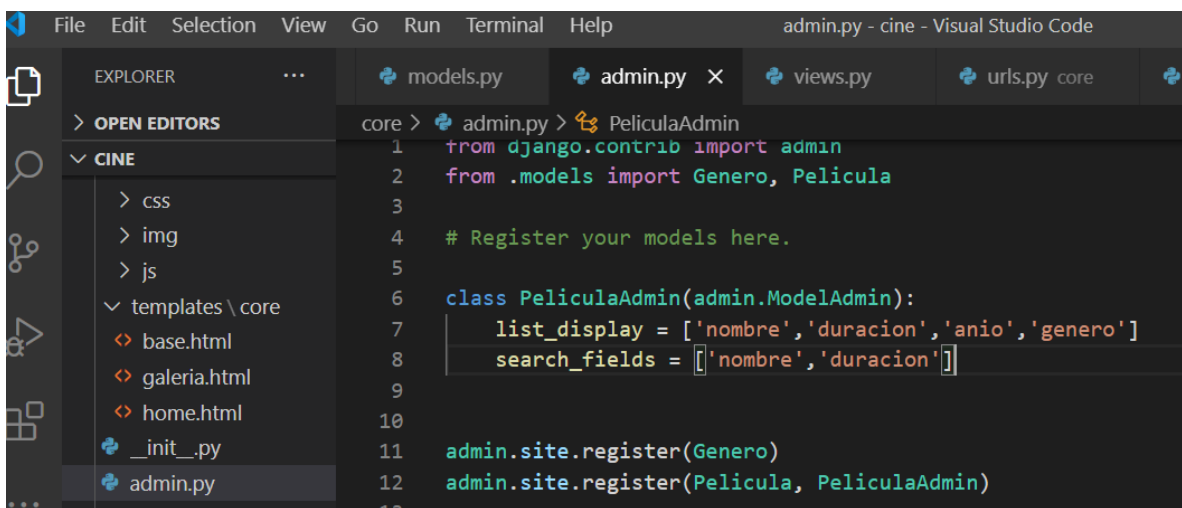 File Edit Selection View Go Run Terminal Help admin.py - cine - Visual Studio Code
EXPLORER ... models.py admin.py × views.py urls.py core
> OPEN EDITORS
core > admin.py > PeliculaAdmin
∨ CINE
> css
> img
> js
∨ templates \ core
<> base.html
<> galeria.html
<> home.html
__init__.py
admin.py
1 from django.contrib import admin
2 from .models import Genero, Pelicula
3
4 # Register your models here.
5
6 class PeliculaAdmin(admin.ModelAdmin):
7 list_display = ['nombre','duracion','anio','genero']
8 search_fields = ['nombre','duracion']
9
10
11 admin.site.register(Genero)
12 admin.site.register(Pelicula, PeliculaAdmin)